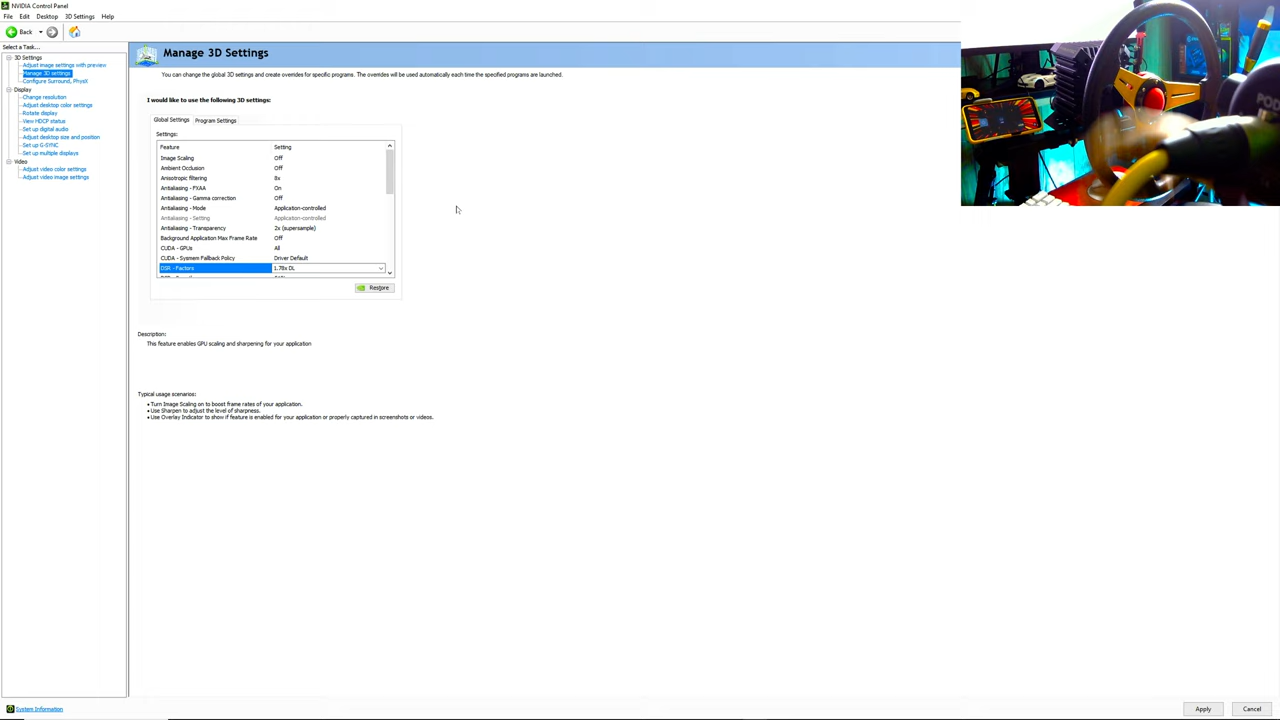 NVIDIA Control Panel
File Edit Desktop 3D Settings Help
Back
Select a Task...
3D Settings
Adjust image settings with preview
Manage 3D settings
Configure Surround, PhysX
Display
Change resolution
Adjust desktop color settings
Rotate display
View HDCP status
Set up digital audio
Adjust desktop size and position
Set up G-SYNC
Set up multiple displays
Video
Adjust video color settings
Adjust video image settings
Manage 3D Settings
You can change the global 3D settings and create overrides for specific programs. The overrides will be used automatically each time the specified programs are launched.
I would like to use the following 3D settings:
Global Settings Program Settings
Settings:
Feature Setting
Image Scaling Off
Ambient Occlusion Off
Anisotropic filtering 8x
Antialiasing - FXAA On
Antialiasing - Gamma correction Off
Antialiasing - Mode Application-controlled
Antialiasing - Setting Application-controlled
Antialiasing - Transparency 2x (supersample)
Background Application Max Frame Rate Off
CUDA - GPUs All
CUDA - Sysmem Fallback Policy Driver Default
DSR - Factors 1.78x DL
Restore
Description:
This feature enables GPU scaling and sharpening for your application
Typical usage scenarios:
• Turn Image Scaling on to boost frame rates of your application.
• Use Sharpen to adjust the level of sharpness.
• Use Overlay Indicator to show if feature is enabled for your application or properly captured in screenshots or videos.
System Information
Apply Cancel